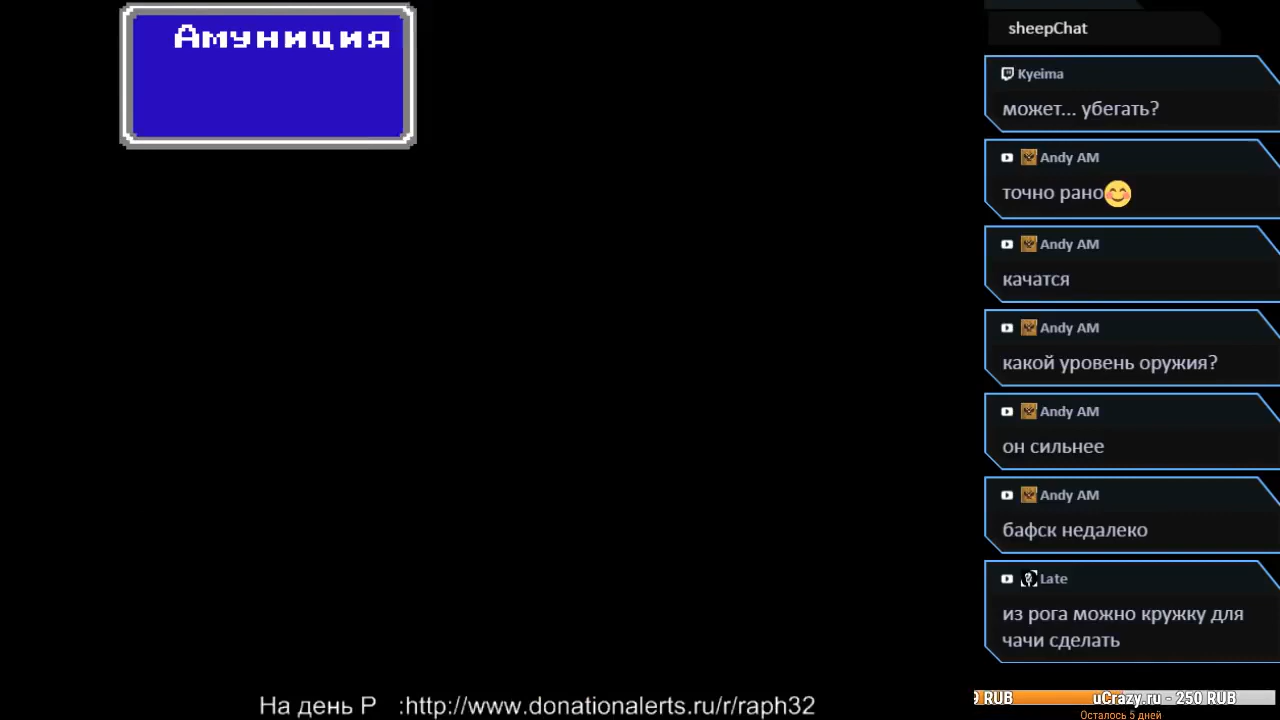 Амуниция
sheepChat
Kyeima
может... убегать?
Andy AM
точно рано😊
Andy AM
качатся
Andy AM
какой уровень оружия?
Andy AM
он сильнее
Andy AM
бафск недалеко
Late
из рога можно кружку для
чачи сделать
На день Р :http://www.donationalerts.ru/r/raph32
RUB uCrazy.ru - 250 RUB
Осталось 5 дней